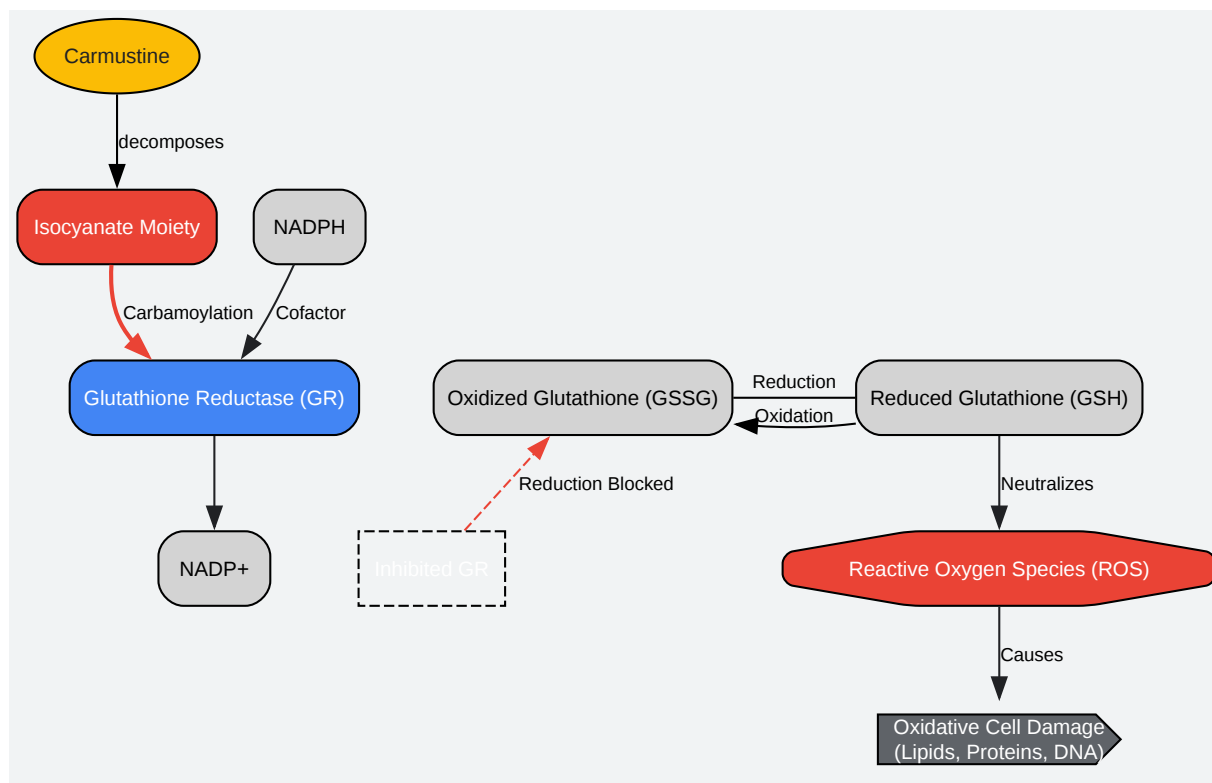 Carmustine
decomposes
Isocyanate Moiety
NADPH
Carbamoylation
Cofactor
Glutathione Reductase (GR)
Oxidized Glutathione (GSSG)
Reduction
Oxidation
Reduced Glutathione (GSH)
Reduction Blocked
Neutralizes
NADP+
Inhibited GR
Reactive Oxygen Species (ROS)
Causes
Oxidative Cell Damage
(Lipids, Proteins, DNA)